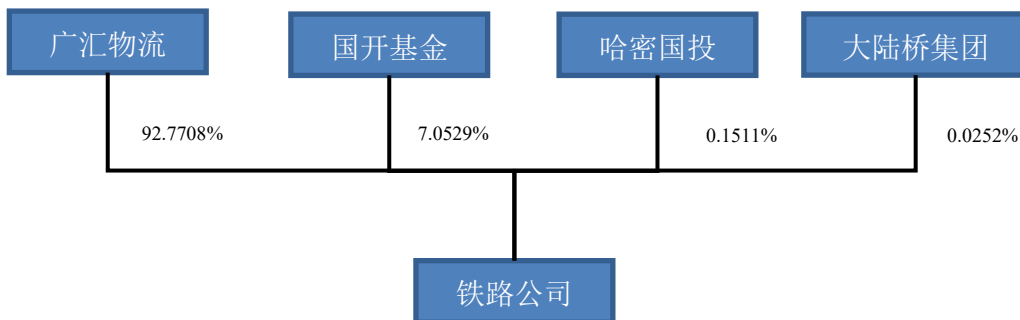 广汇物流
国开基金
哈密国投
大陆桥集团
92.7708%
7.0529%
0.1511%
0.0252%
铁路公司